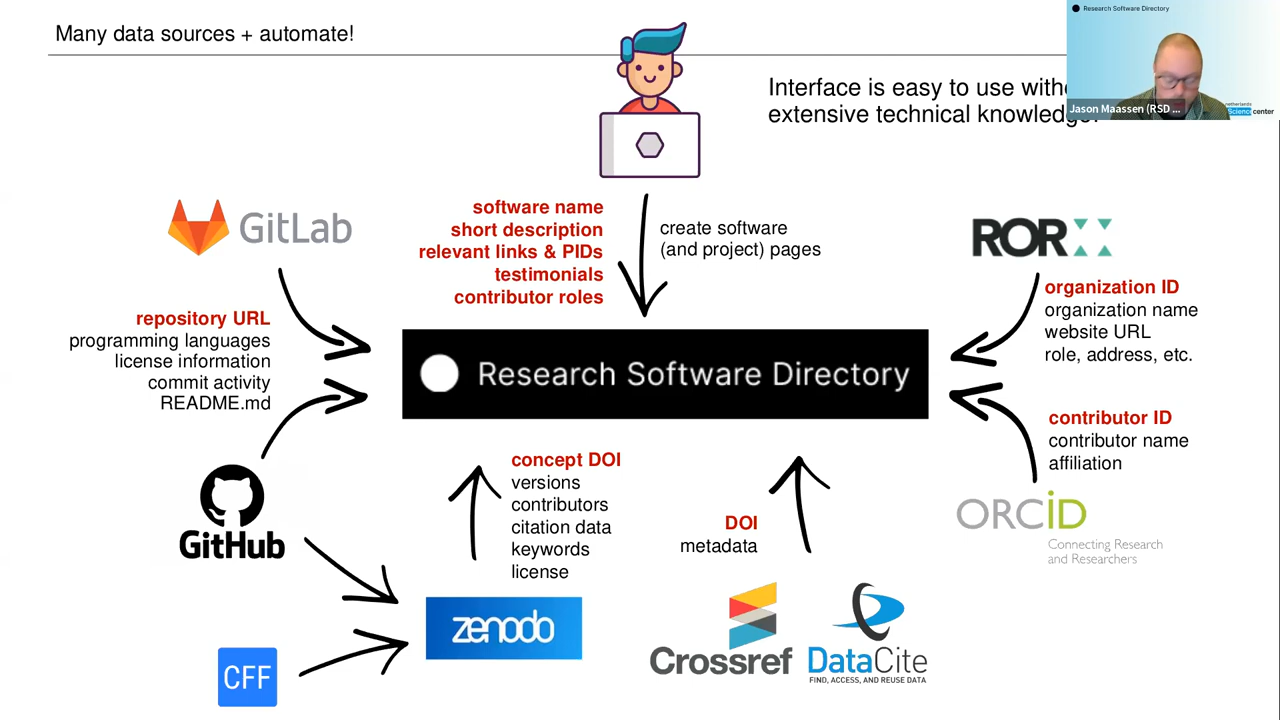 Many data sources + automate!
Research Software Directory
Interface is easy to use witho
extensive technical knowledge!
Jason Maassen (RSD ...
netherlands
Science center
GitLab
software name
short description
relevant links & PIDs
testimonials
contributor roles
create software
(and project) pages
ROR
organization ID
organization name
website URL
role, address, etc.
repository URL
programming languages
license information
commit activity
README.md
Research Software Directory
contributor ID
contributor name
affiliation
GitHub
concept DOI
versions
contributors
citation data
keywords
license
DOI
metadata
ORCID
Connecting Research
and Researchers
zenodo
CFF
Crossref
DataCite
FIND, ACCESS, AND REUSE DATA